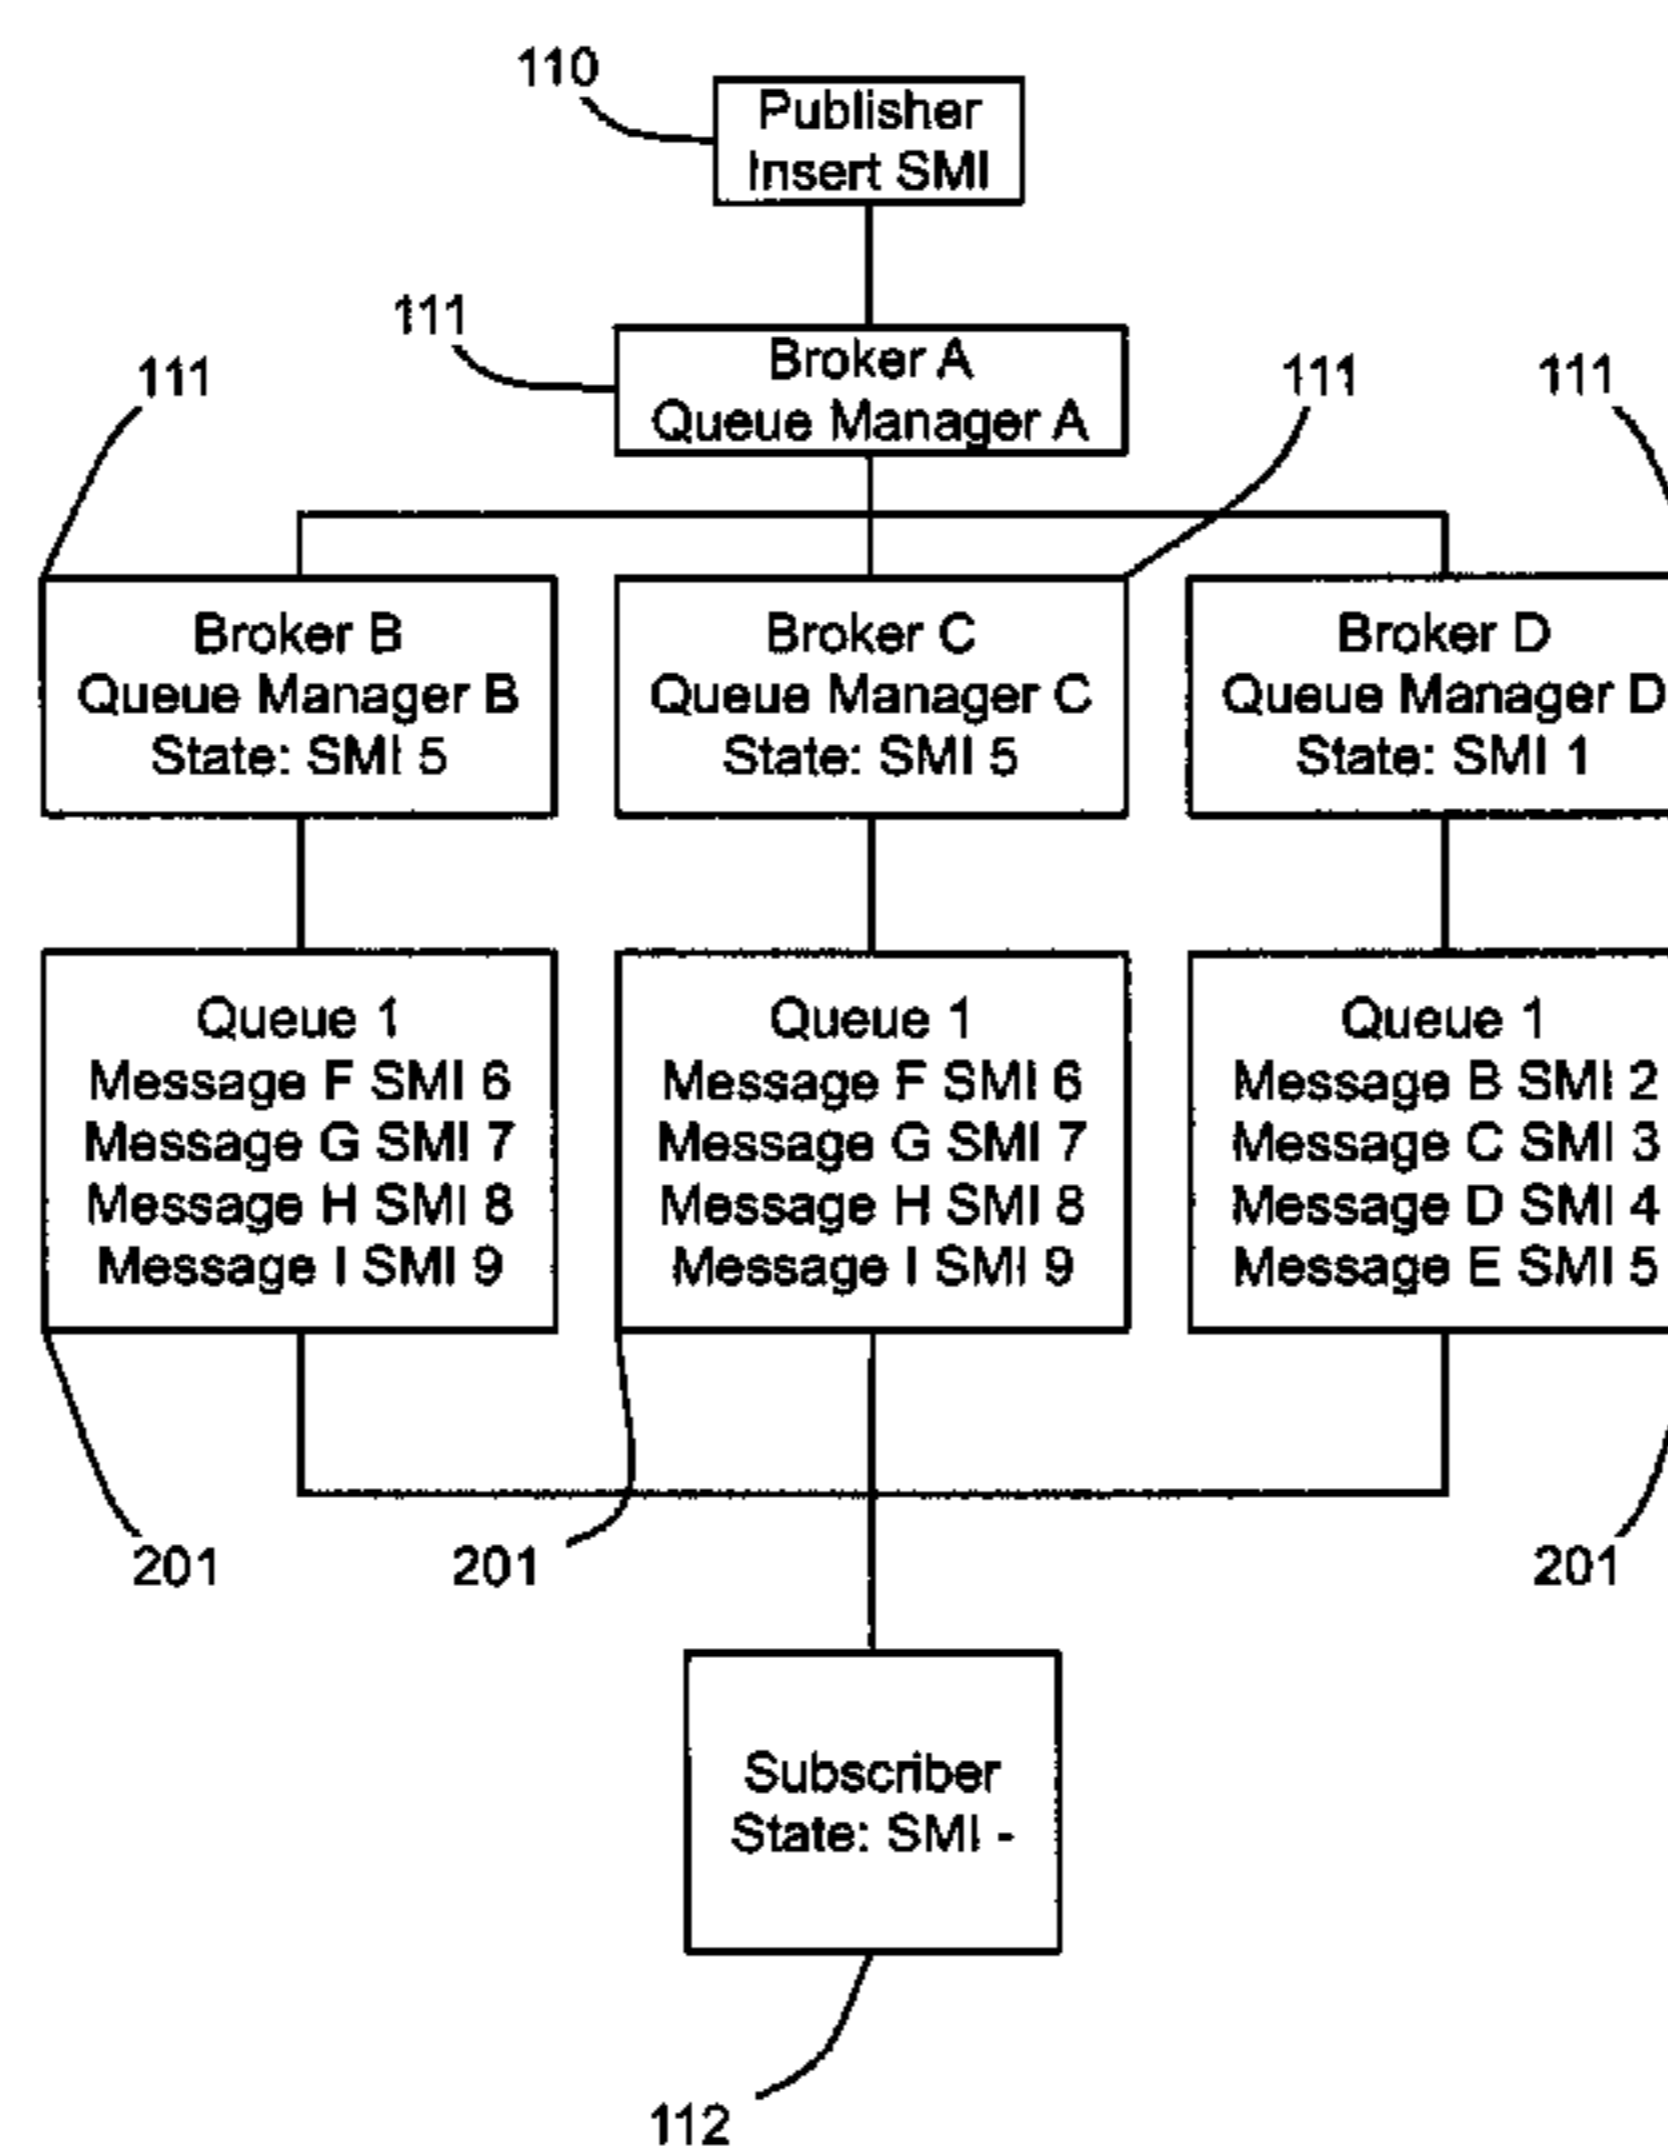 110
Publisher
Insert SMI
111
Broker A
Queue Manager A
111
111
111
Broker B
Queue Manager B
State: SMI 5
Broker C
Queue Manager C
State: SMI 5
Broker D
Queue Manager D
State: SMI 1
Queue 1
Message F SMI 6
Message G SMI 7
Message H SMI 8
Message I SMI 9
Queue 1
Message F SMI 6
Message G SMI 7
Message H SMI 8
Message I SMI 9
Queue 1
Message B SMI 2
Message C SMI 3
Message D SMI 4
Message E SMI 5
201
201
201
Subscriber
State: SMI -
112